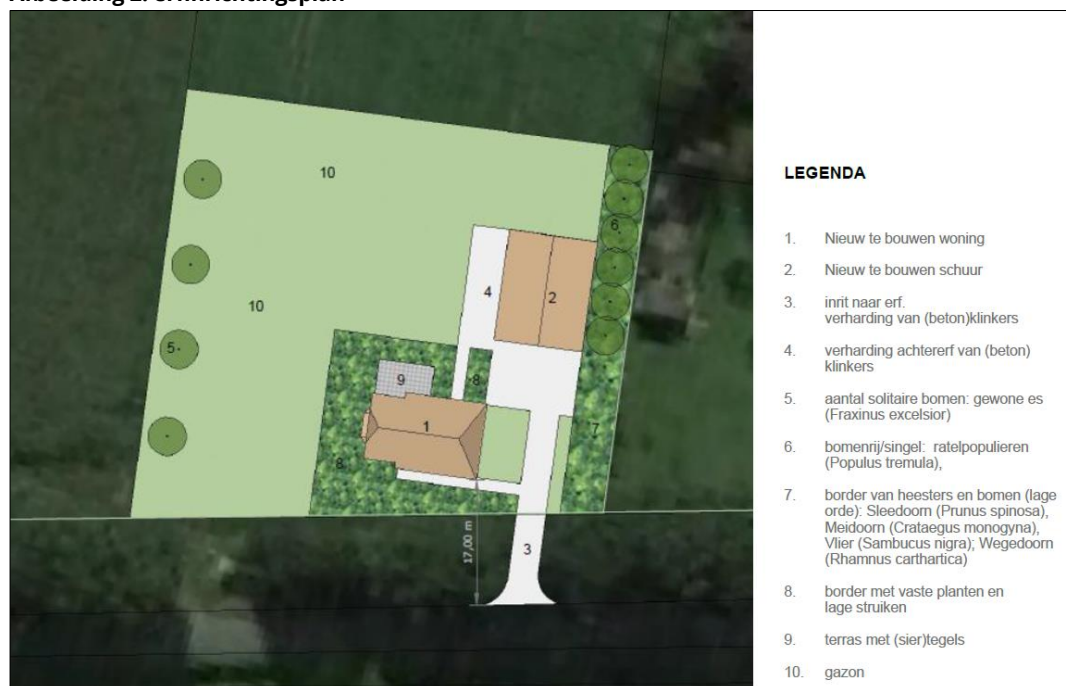 10
6
10
4
2
5
9
8
1
7
8
17,00 m
3
LEGENDA
1. Nieuw te bouwen woning
2. Nieuw te bouwen schuur
3. inrit naar erf.
verharding van (beton)klinkers
4. verharding achtererf van (beton)
klinkers
5. aantal solitaire bomen: gewone es
(Fraxinus excelsior)
6. bomenrij/singel: ratelpopulieren
(Populus tremula),
7. border van heesters en bomen (lage
orde): Sleedoorn (Prunus spinosa),
Meidoorn (Crataegus monogyna),
Vlier (Sambucus nigra); Wegedoorn
(Rhamnus carthartica)
8. border met vaste planten en
lage struiken
9. terras met (sier)tegels
10. gazon